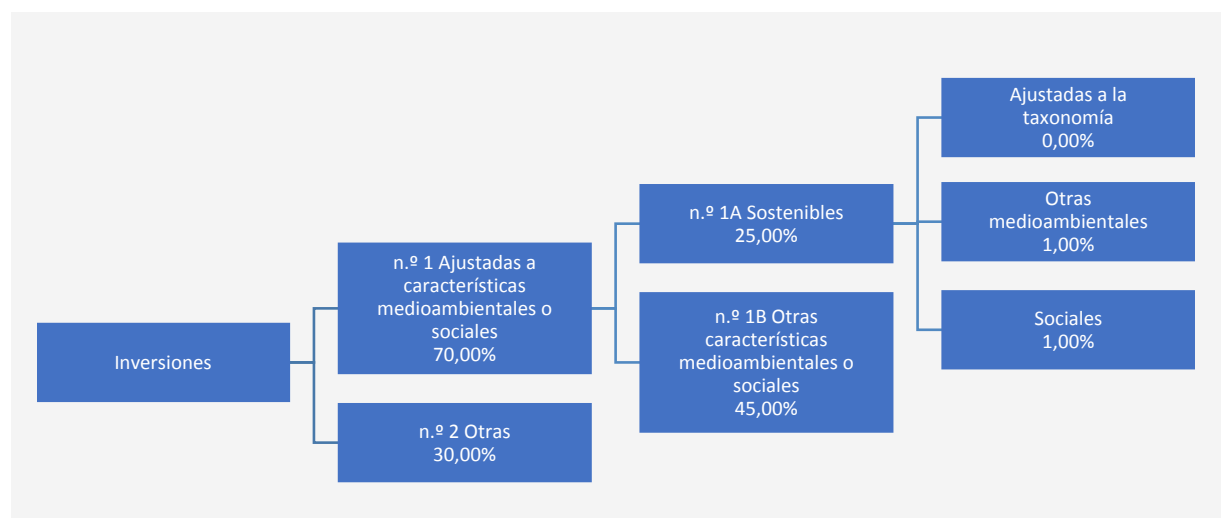 Inversiones
n.º 1 Ajustadas a
características
medioambientales o
sociales
70,00%
n.º 2 Otras
30,00%
n.º 1A Sostenibles
25,00%
n.º 1B Otras
características
medioambientales o
sociales
45,00%
Ajustadas a la
taxonomía
0,00%
Otras
medioambientales
1,00%
Sociales
1,00%